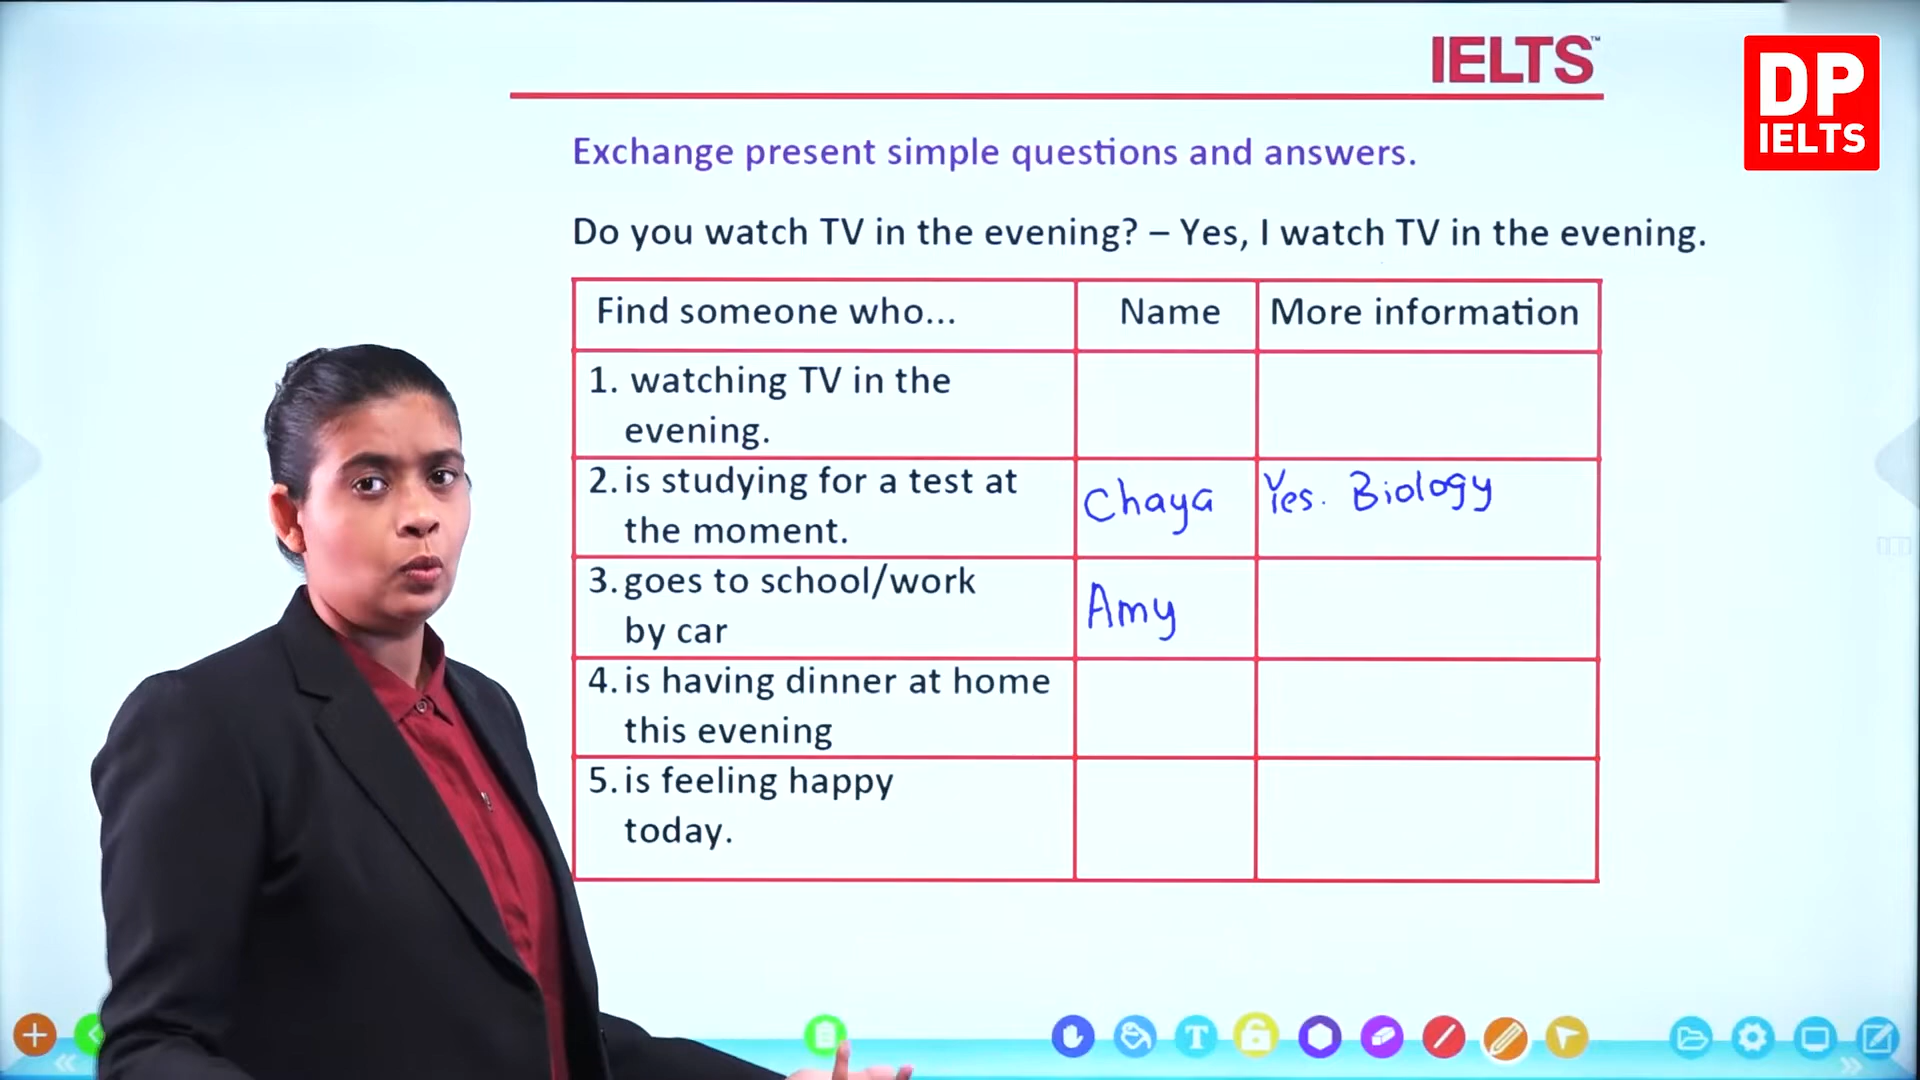 IELTS™
DP
IELTS
Exchange present simple questions and answers.
Do you watch TV in the evening? – Yes, I watch TV in the evening.
Find someone who... Name More information
1. watching TV in the
evening.
2. is studying for a test at
the moment.
Chaya Yes. Biology
3. goes to school/work
by car
Amy
4. is having dinner at home
this evening
5. is feeling happy
today.
T